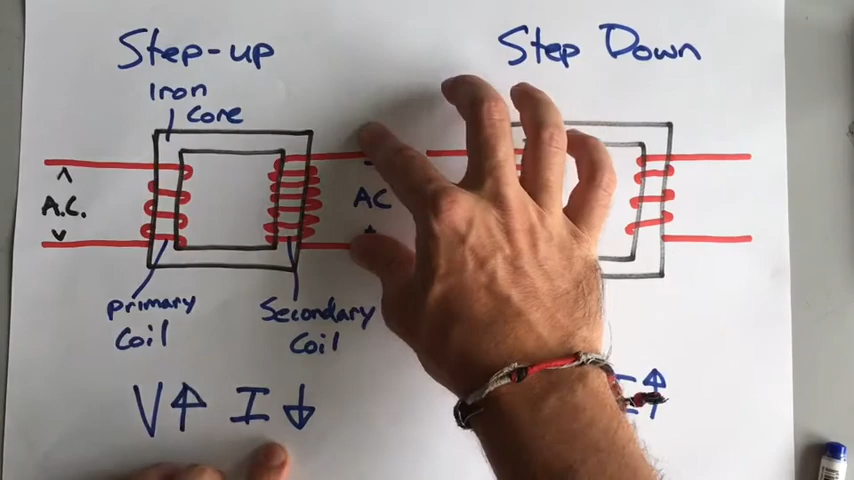 Step-up
Step Down
Iron
Core
A.C.
AC
Primary
Coil
Secondary
Coil
V↑ I↓
I↑